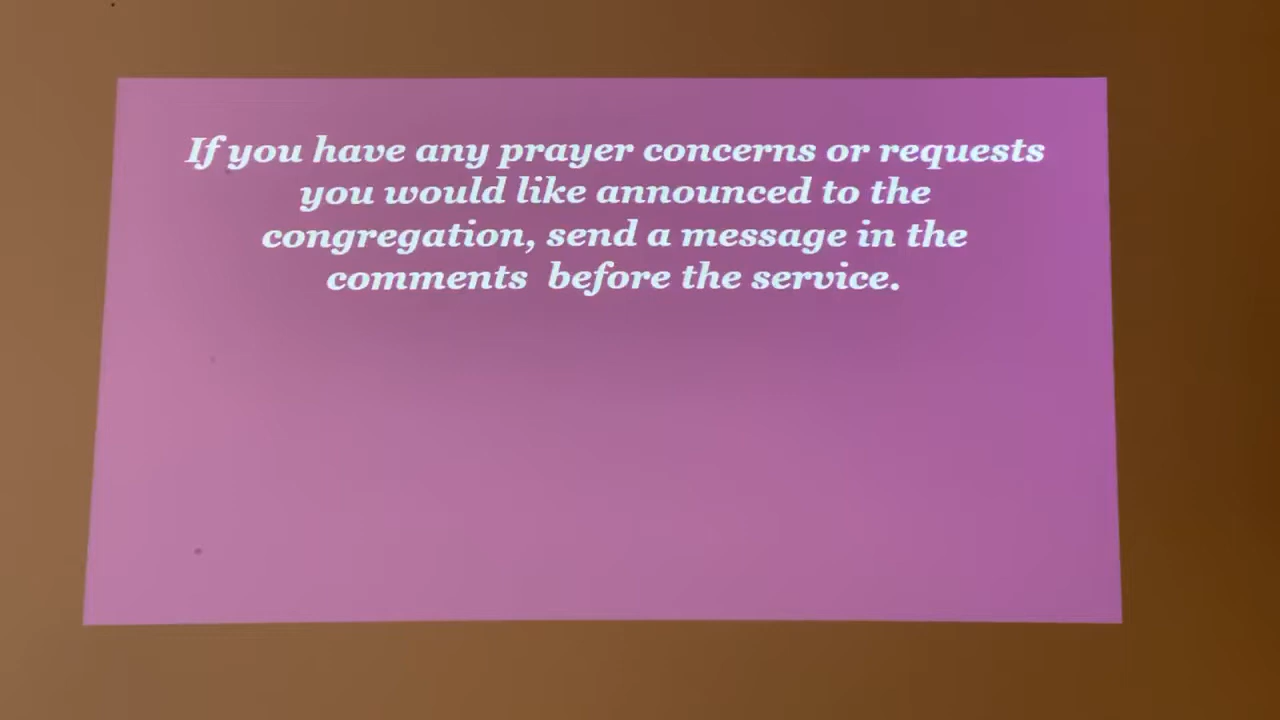 If you have any prayer concerns or requests
you would like announced to the
congregation, send a message in the
comments  before the service.